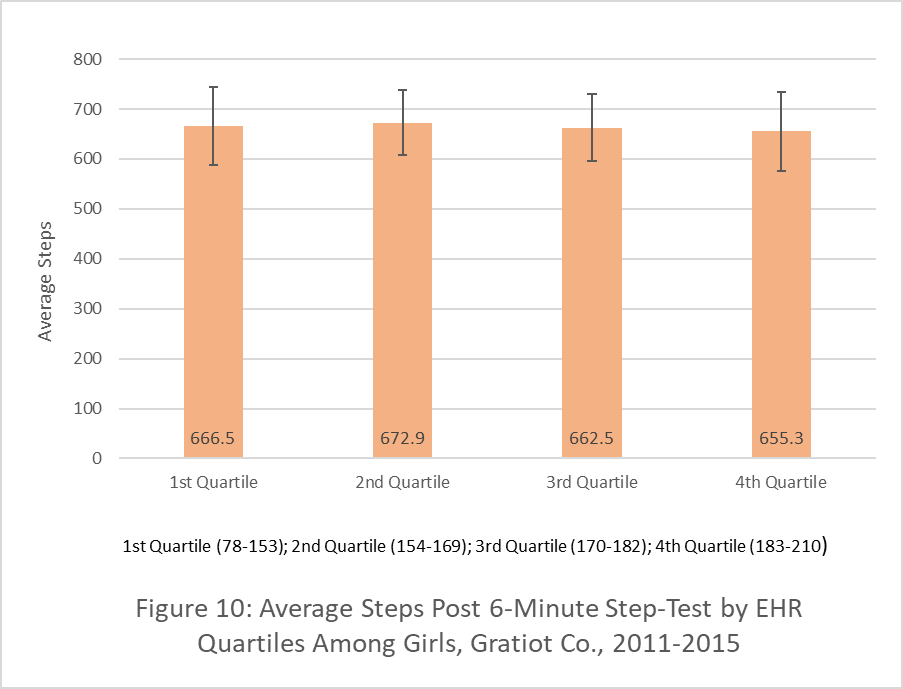 800
700
600
500
400
300
200
100
0
Average Steps
666.5 672.9 662.5 655.3
1st Quartile 2nd Quartile 3rd Quartile 4th Quartile
1st Quartile (78-153); 2nd Quartile (154-169); 3rd Quartile (170-182); 4th Quartile (183-210)
Figure 10: Average Steps Post 6-Minute Step-Test by EHR
Quartiles Among Girls, Gratiot Co., 2011-2015